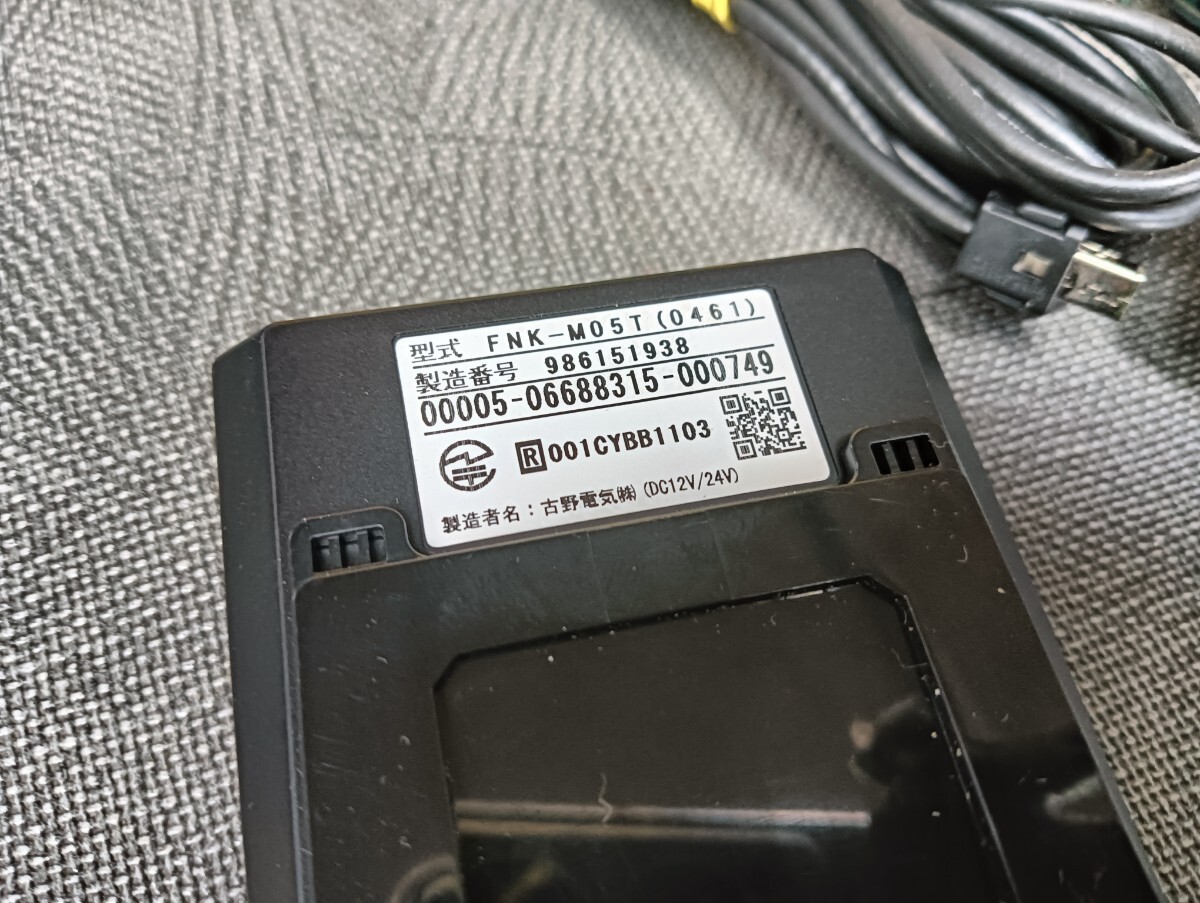 型式 FNK-M05T(0461)
製造番号 986151938
00005-06688315-000749
R 001CYBB1103
製造者名:古野電気㈱(DC12V/24V)